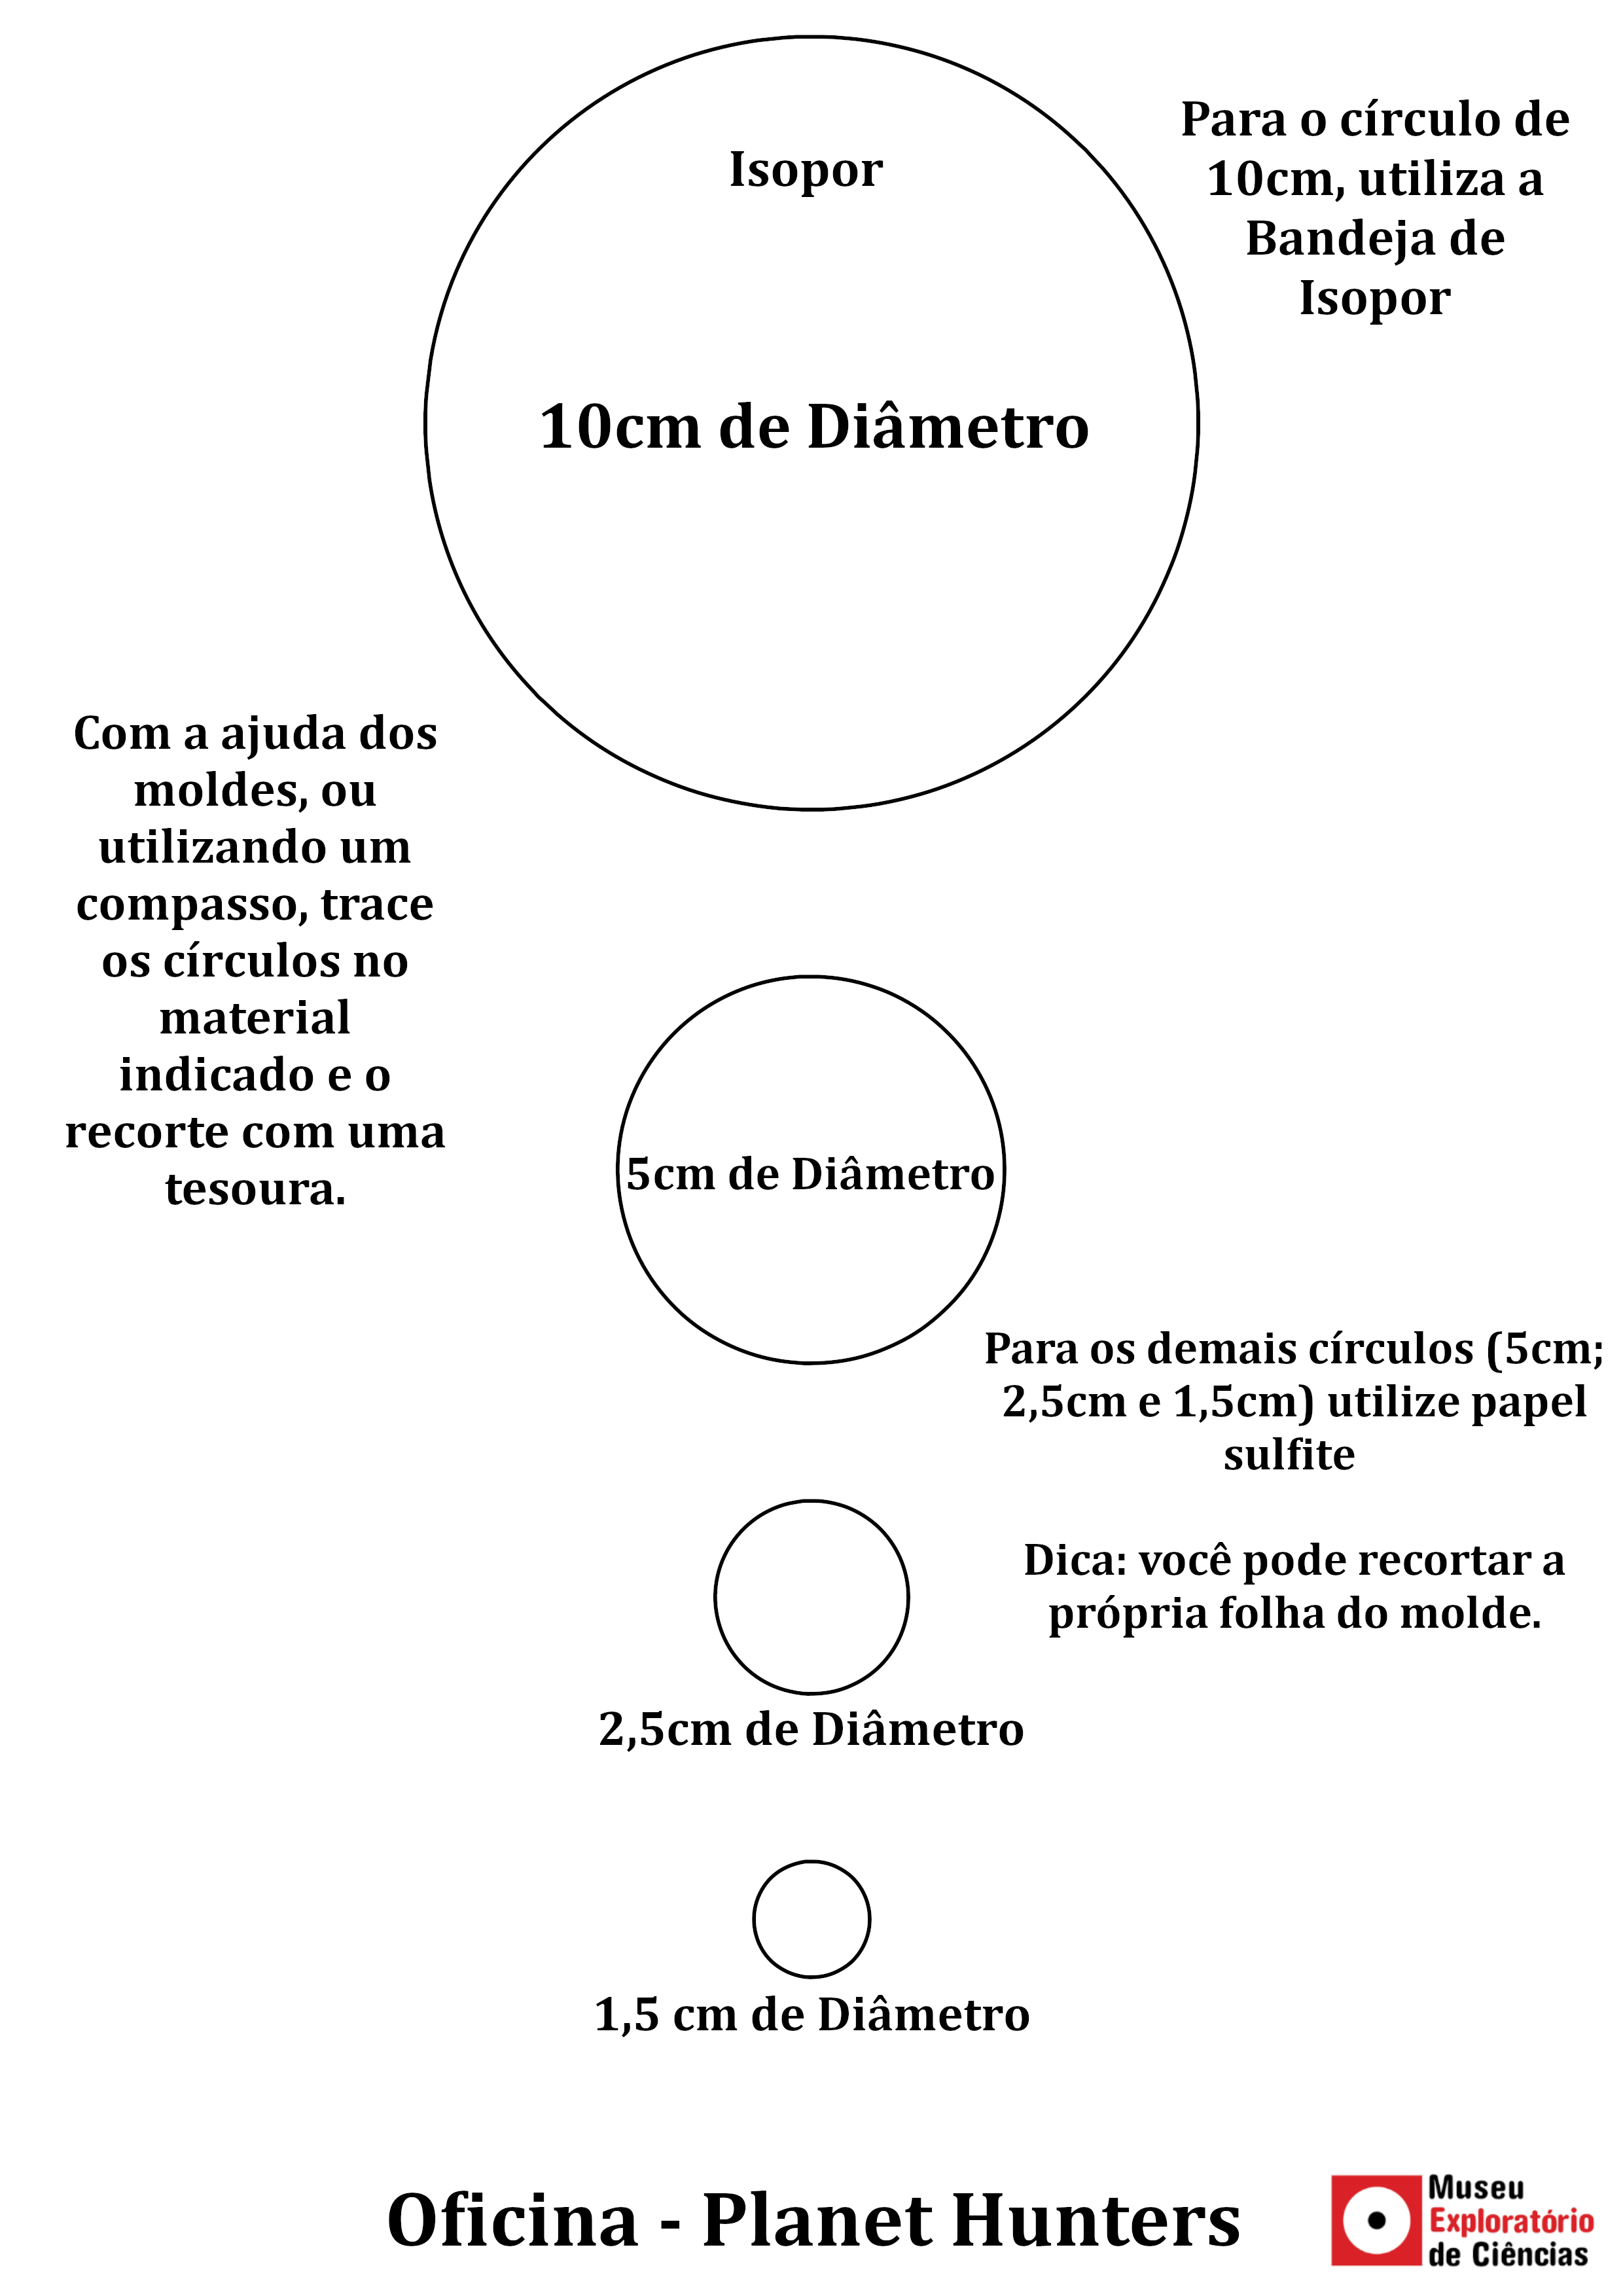 Isopor
Para o círculo de
10cm, utiliza a
Bandeja de
Isopor
10cm de Diâmetro
Com a ajuda dos
moldes, ou
utilizando um
compasso, trace
os círculos no
material
indicado e o
recorte com uma
tesoura.
5cm de Diâmetro
Para os demais círculos (5cm;
2,5cm e 1,5cm) utilize papel
sulfite
Dica: você pode recortar a
própria folha do molde.
2,5cm de Diâmetro
1,5 cm de Diâmetro
Oficina - Planet Hunters
Museu
Exploratório
de Ciências